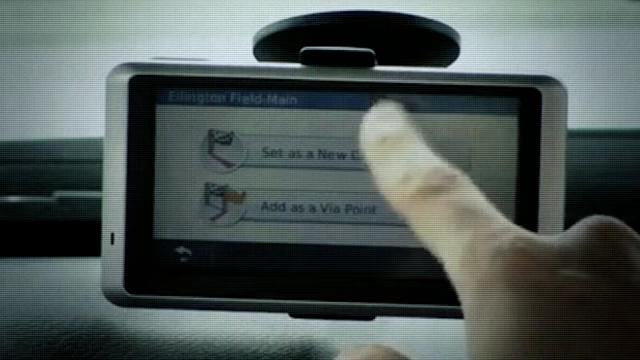 Ellington Field-Main
Set as a New
Add as a Via Point